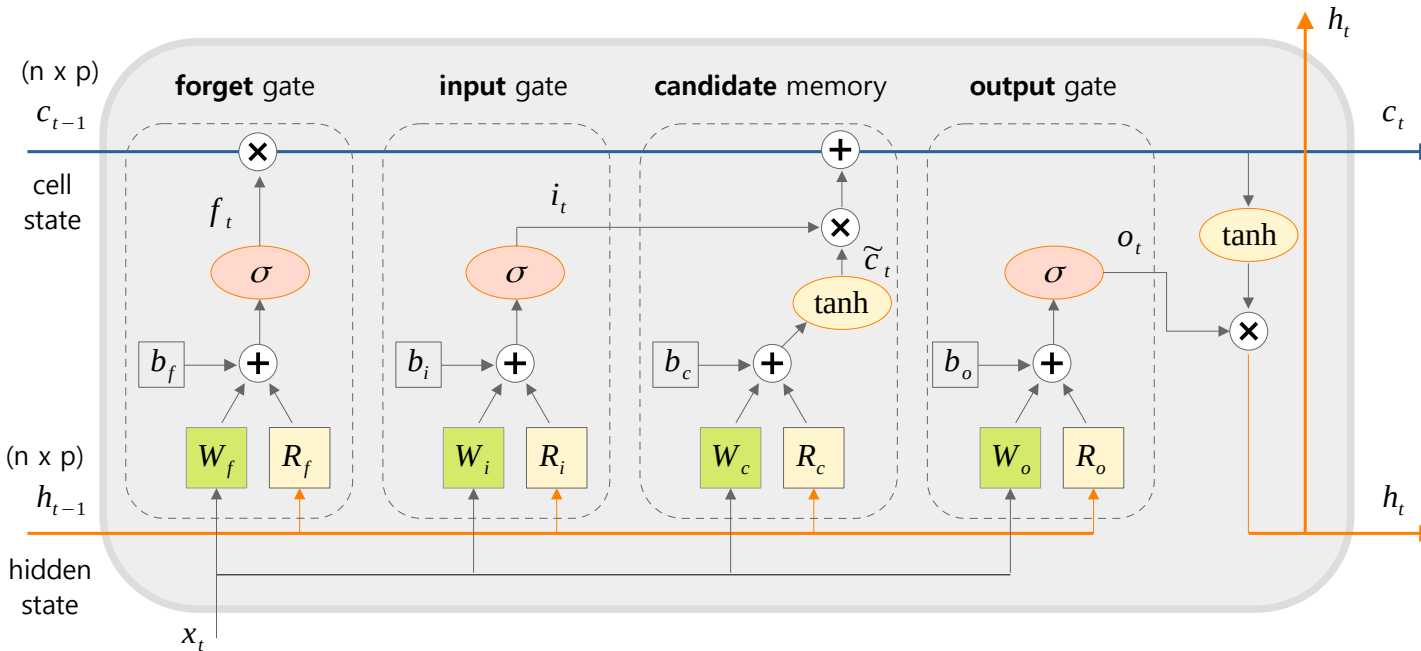 h_t
(n x p)
forget gate
input gate
candidate memory
output gate
c_{t−1}
c_t
cell
state
f_t
i_t
c̃_t
o_t
tanh
σ
σ
σ
tanh
b_f
b_i
b_c
b_o
W_f
R_f
W_i
R_i
W_c
R_c
W_o
R_o
(n x p)
h_{t−1}
h_t
hidden
state
x_t